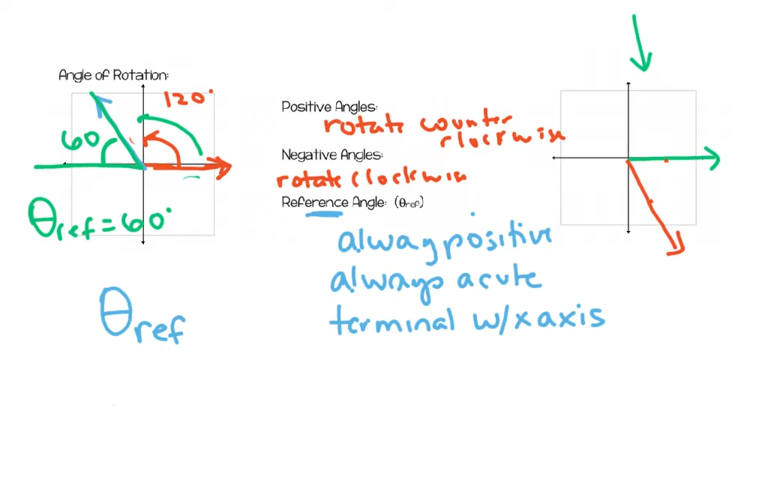 Angle of Rotation:
120°
60
θref = 60°
θref
Positive Angles:
rotate counter
clockwise
Negative Angles:
rotate clockwise
Reference Angle: (θref)
alway positive
always acute
terminal w/x axis